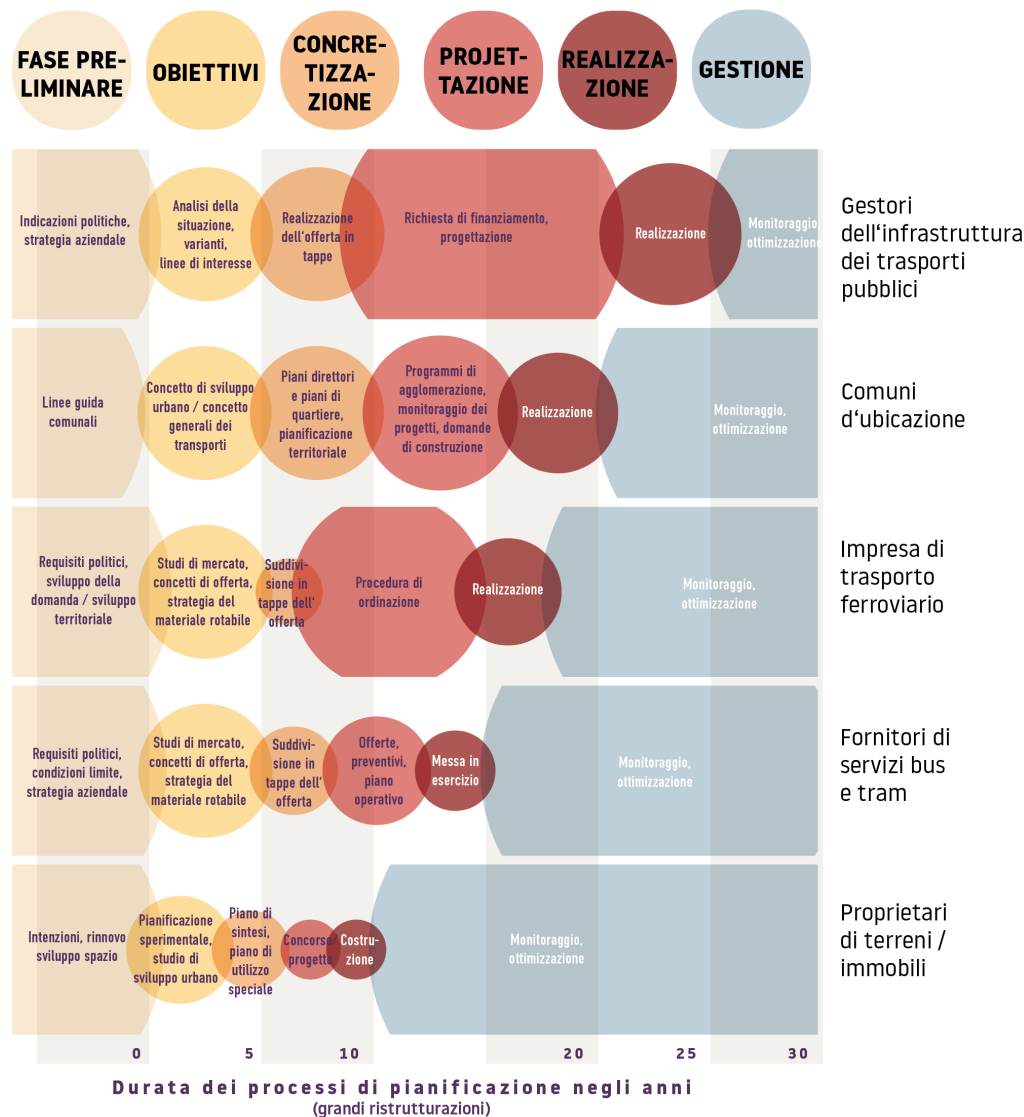 FASE PRE-
LIMINARE
OBIETTIVI
CONCRE-
TIZZA-
ZIONE
PROJET-
TAZIONE
REALIZZA-
ZIONE
GESTIONE
Indicazioni politiche,
strategia aziendale
Analisi della
situazione,
varianti,
linee di interesse
Realizzazione
dell‘offerta in
tappe
Richiesta di finanziamento,
progettazione
Realizzazione
Monitoraggio,
ottimizzazione
Gestori
dell‘infrastruttura
dei trasporti
pubblici
Linee guida
comunali
Concetto di sviluppo
urbano / concetto
generali dei
transporti
Piani direttori
e piani di
quartiere,
pianificazione
territoriale
Programmi di
agglomerazione,
monitoraggio dei
progetti, domande
di construzione
Realizzazione
Monitoraggio,
ottimizzazione
Comuni
d‘ubicazione
Requisiti politici,
sviluppo della
domanda / sviluppo
territoriale
Studi di mercato,
concetti di offerta,
strategia del
materiale rotabile
Suddivi-
sione in
tappe dell‘
offerta
Procedura di
ordinazione
Realizzazione
Monitoraggio,
ottimizzazione
Impresa di
trasporto
ferroviario
Requisiti politici,
condizioni limite,
strategia aziendale
Studi di mercato,
concetti di offerta,
strategia del
materiale rotabile
Suddivi-
sione in
tappe dell‘
offerta
Offerte,
preventivi,
piano
operativo
Messa in
esercizio
Monitoraggio,
ottimizzazione
Fornitori di
servizi bus
e tram
Intenzioni, rinnovo
sviluppo spazio
Pianificazione
sperimentale,
studio di
sviluppo urbano
Piano di
sintesi,
piano di
utilizzo
speciale
Concorso/
progetto
Costru-
zione
Monitoraggio,
ottimizzazione
Proprietari
di terreni /
immobili
0 5 10 20 25 30
Durata dei processi di pianificazione negli anni
(grandi ristrutturazioni)